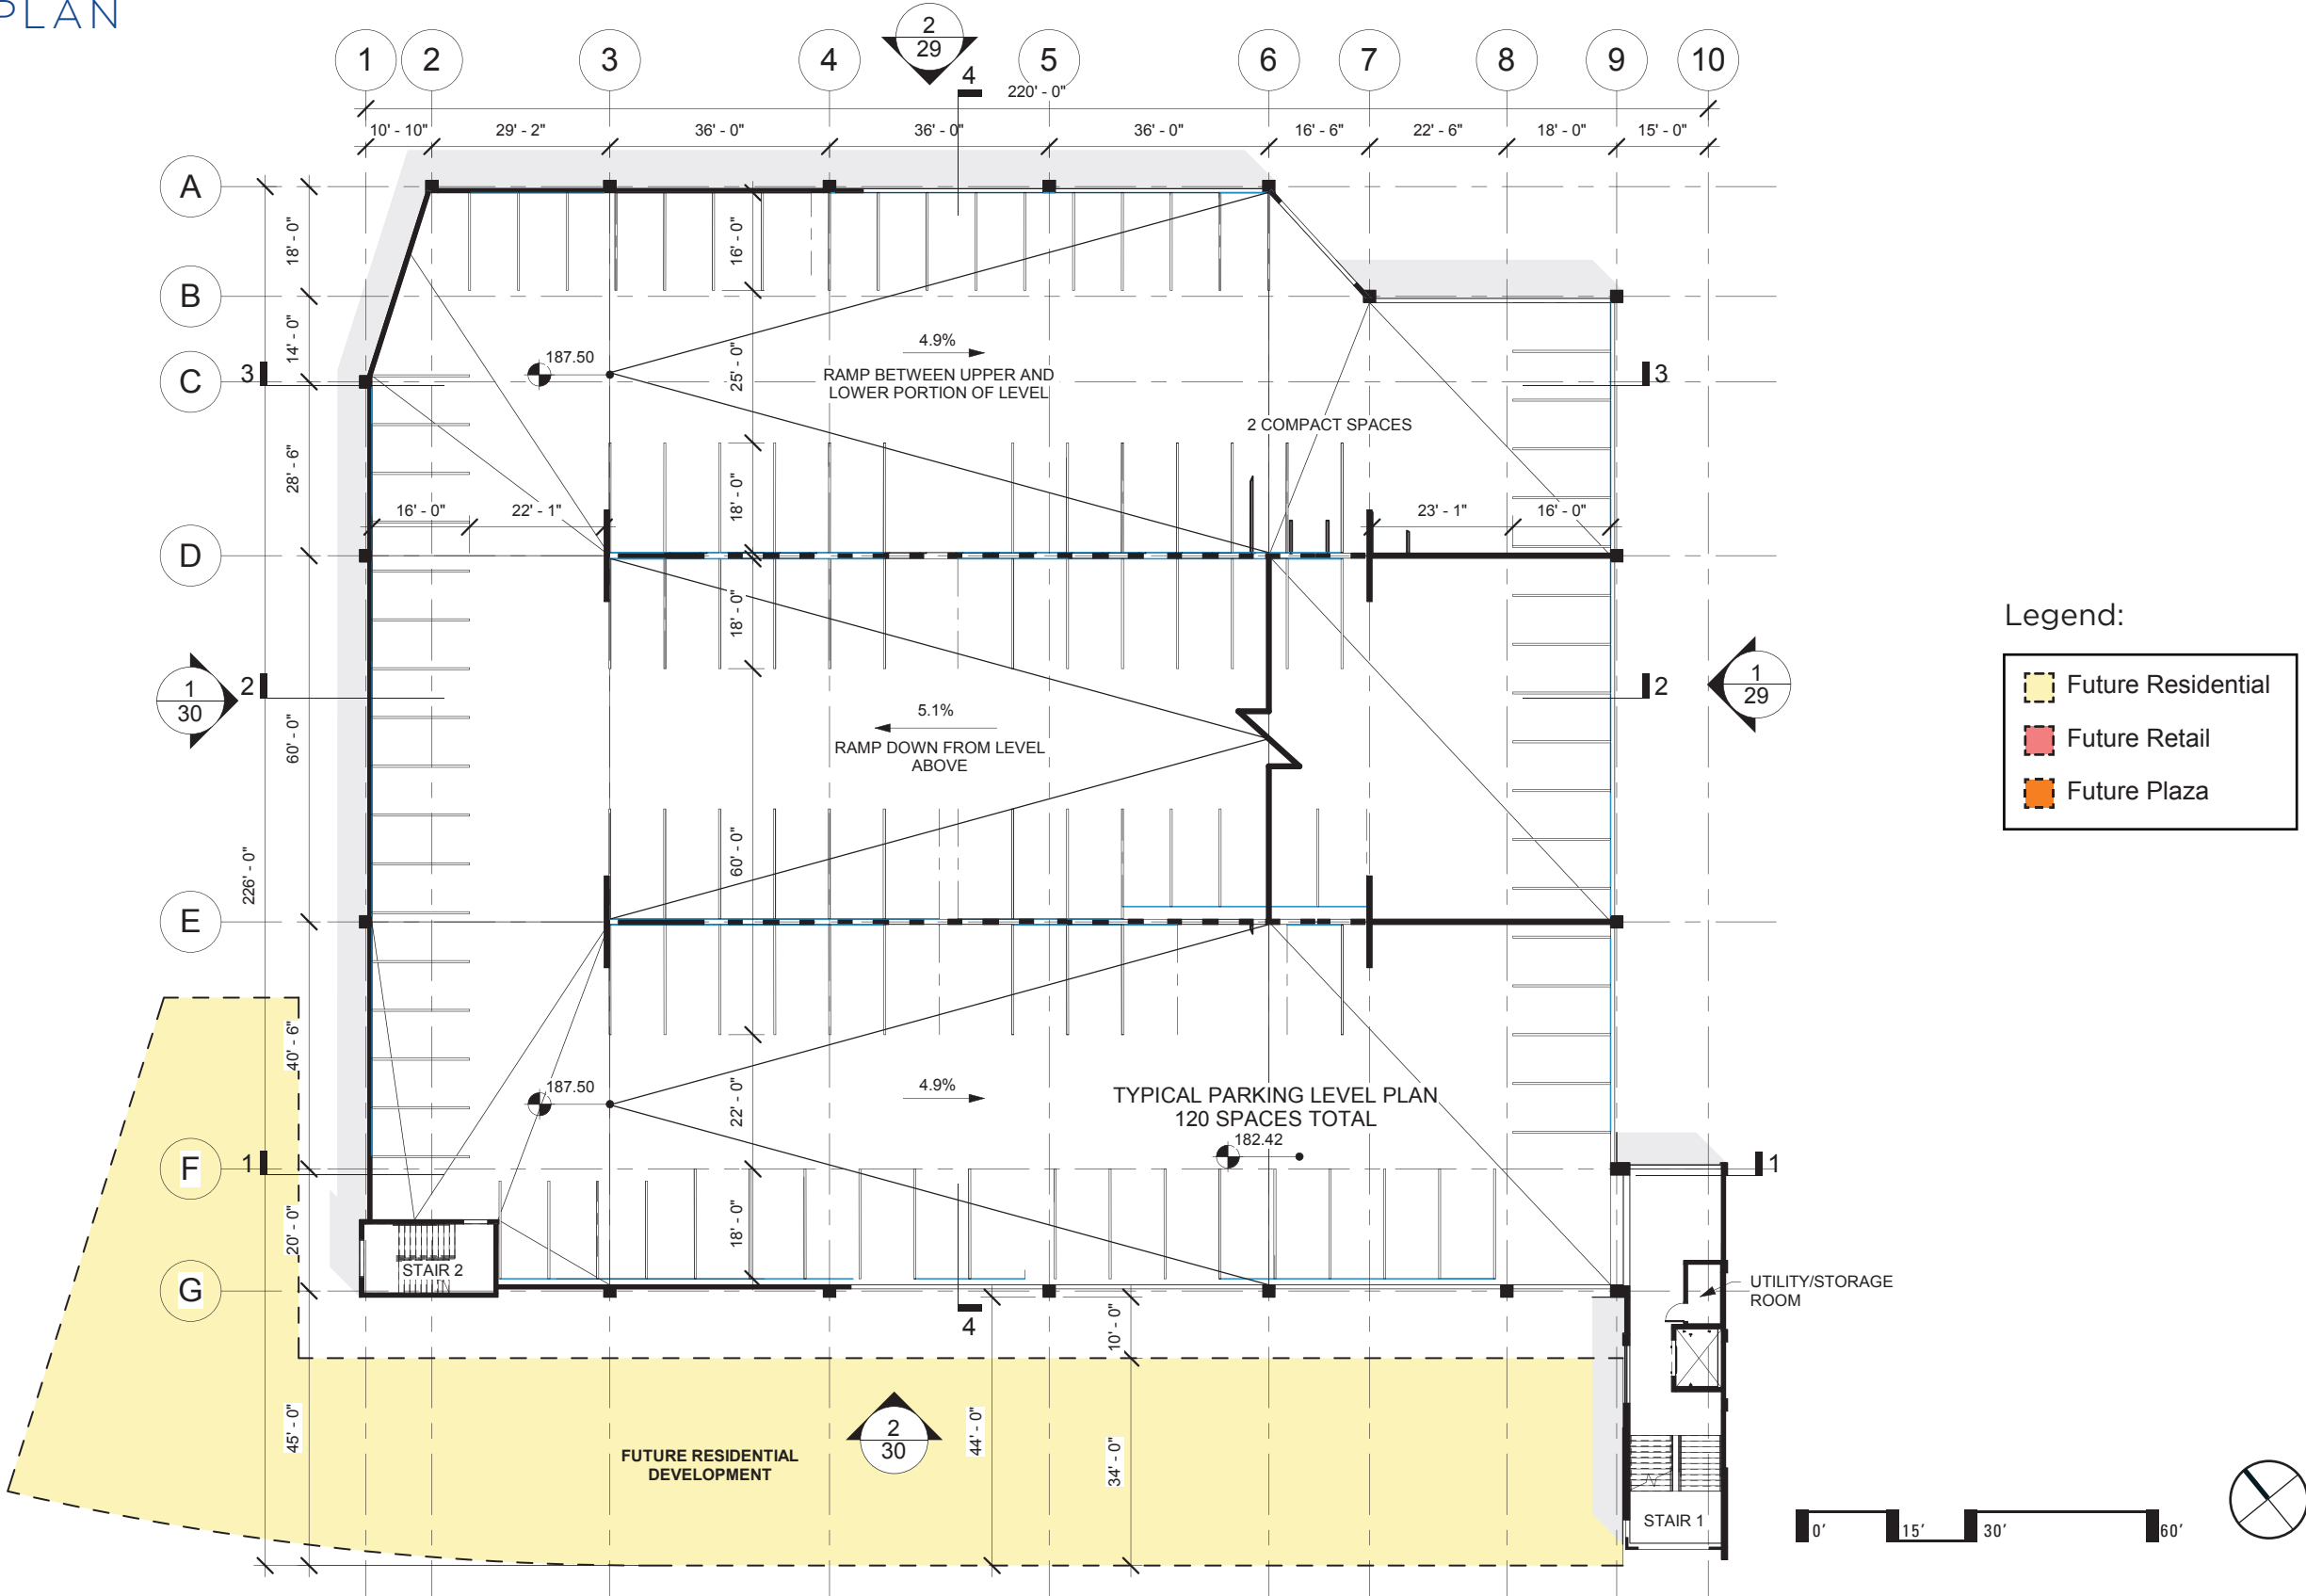 PLAN
2
29
1
2
3
4
5
6
7
8
9
10
4
220' - 0"
10' - 10"
29' - 2"
36' - 0"
36' - 0"
36' - 0"
16' - 6"
22' - 6"
18' - 0"
15' - 0"
A
B
C
D
E
F
G
18' - 0"
14' - 0"
28' - 6"
60' - 0"
226' - 0"
40' - 6"
20' - 0"
45' - 0"
16' - 0"
25' - 0"
18' - 0"
18' - 0"
60' - 0"
22' - 0"
18' - 0"
187.50
4.9%
RAMP BETWEEN UPPER AND
LOWER PORTION OF LEVEL
3
3
2 COMPACT SPACES
16' - 0"
22' - 1"
23' - 1"
16' - 0"
1
30
2
2
1
29
5.1%
RAMP DOWN FROM LEVEL
ABOVE
Legend:
Future Residential
Future Retail
Future Plaza
187.50
4.9%
TYPICAL PARKING LEVEL PLAN
120 SPACES TOTAL
182.42
1
1
STAIR 2
UTILITY/STORAGE
ROOM
4
10' - 0"
44' - 0"
34' - 0"
2
30
FUTURE RESIDENTIAL
DEVELOPMENT
STAIR 1
0'
15'
30'
60'